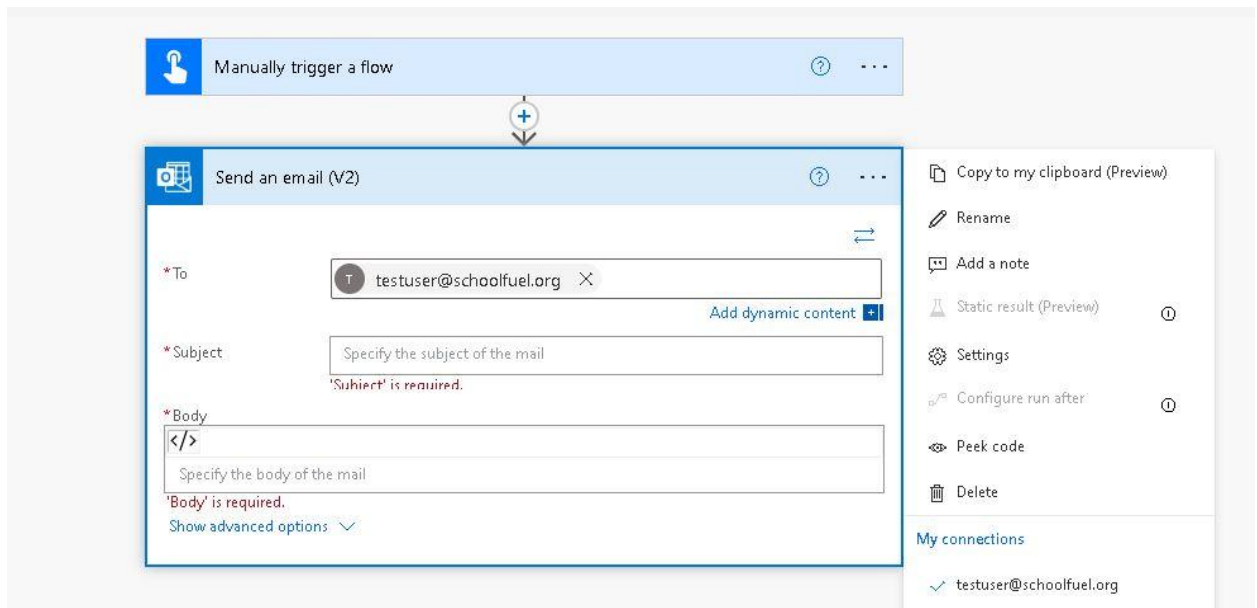 Manually trigger a flow
Send an email (V2)
*To
T
testuser@schoolfuel.org
Add dynamic content
*Subject
Specify the subject of the mail
'Subject' is required.
*Body
</>
Specify the body of the mail
'Body' is required.
Show advanced options
Copy to my clipboard (Preview)
Rename
Add a note
Static result (Preview)
Settings
Configure run after
Peek code
Delete
My connections
testuser@schoolfuel.org